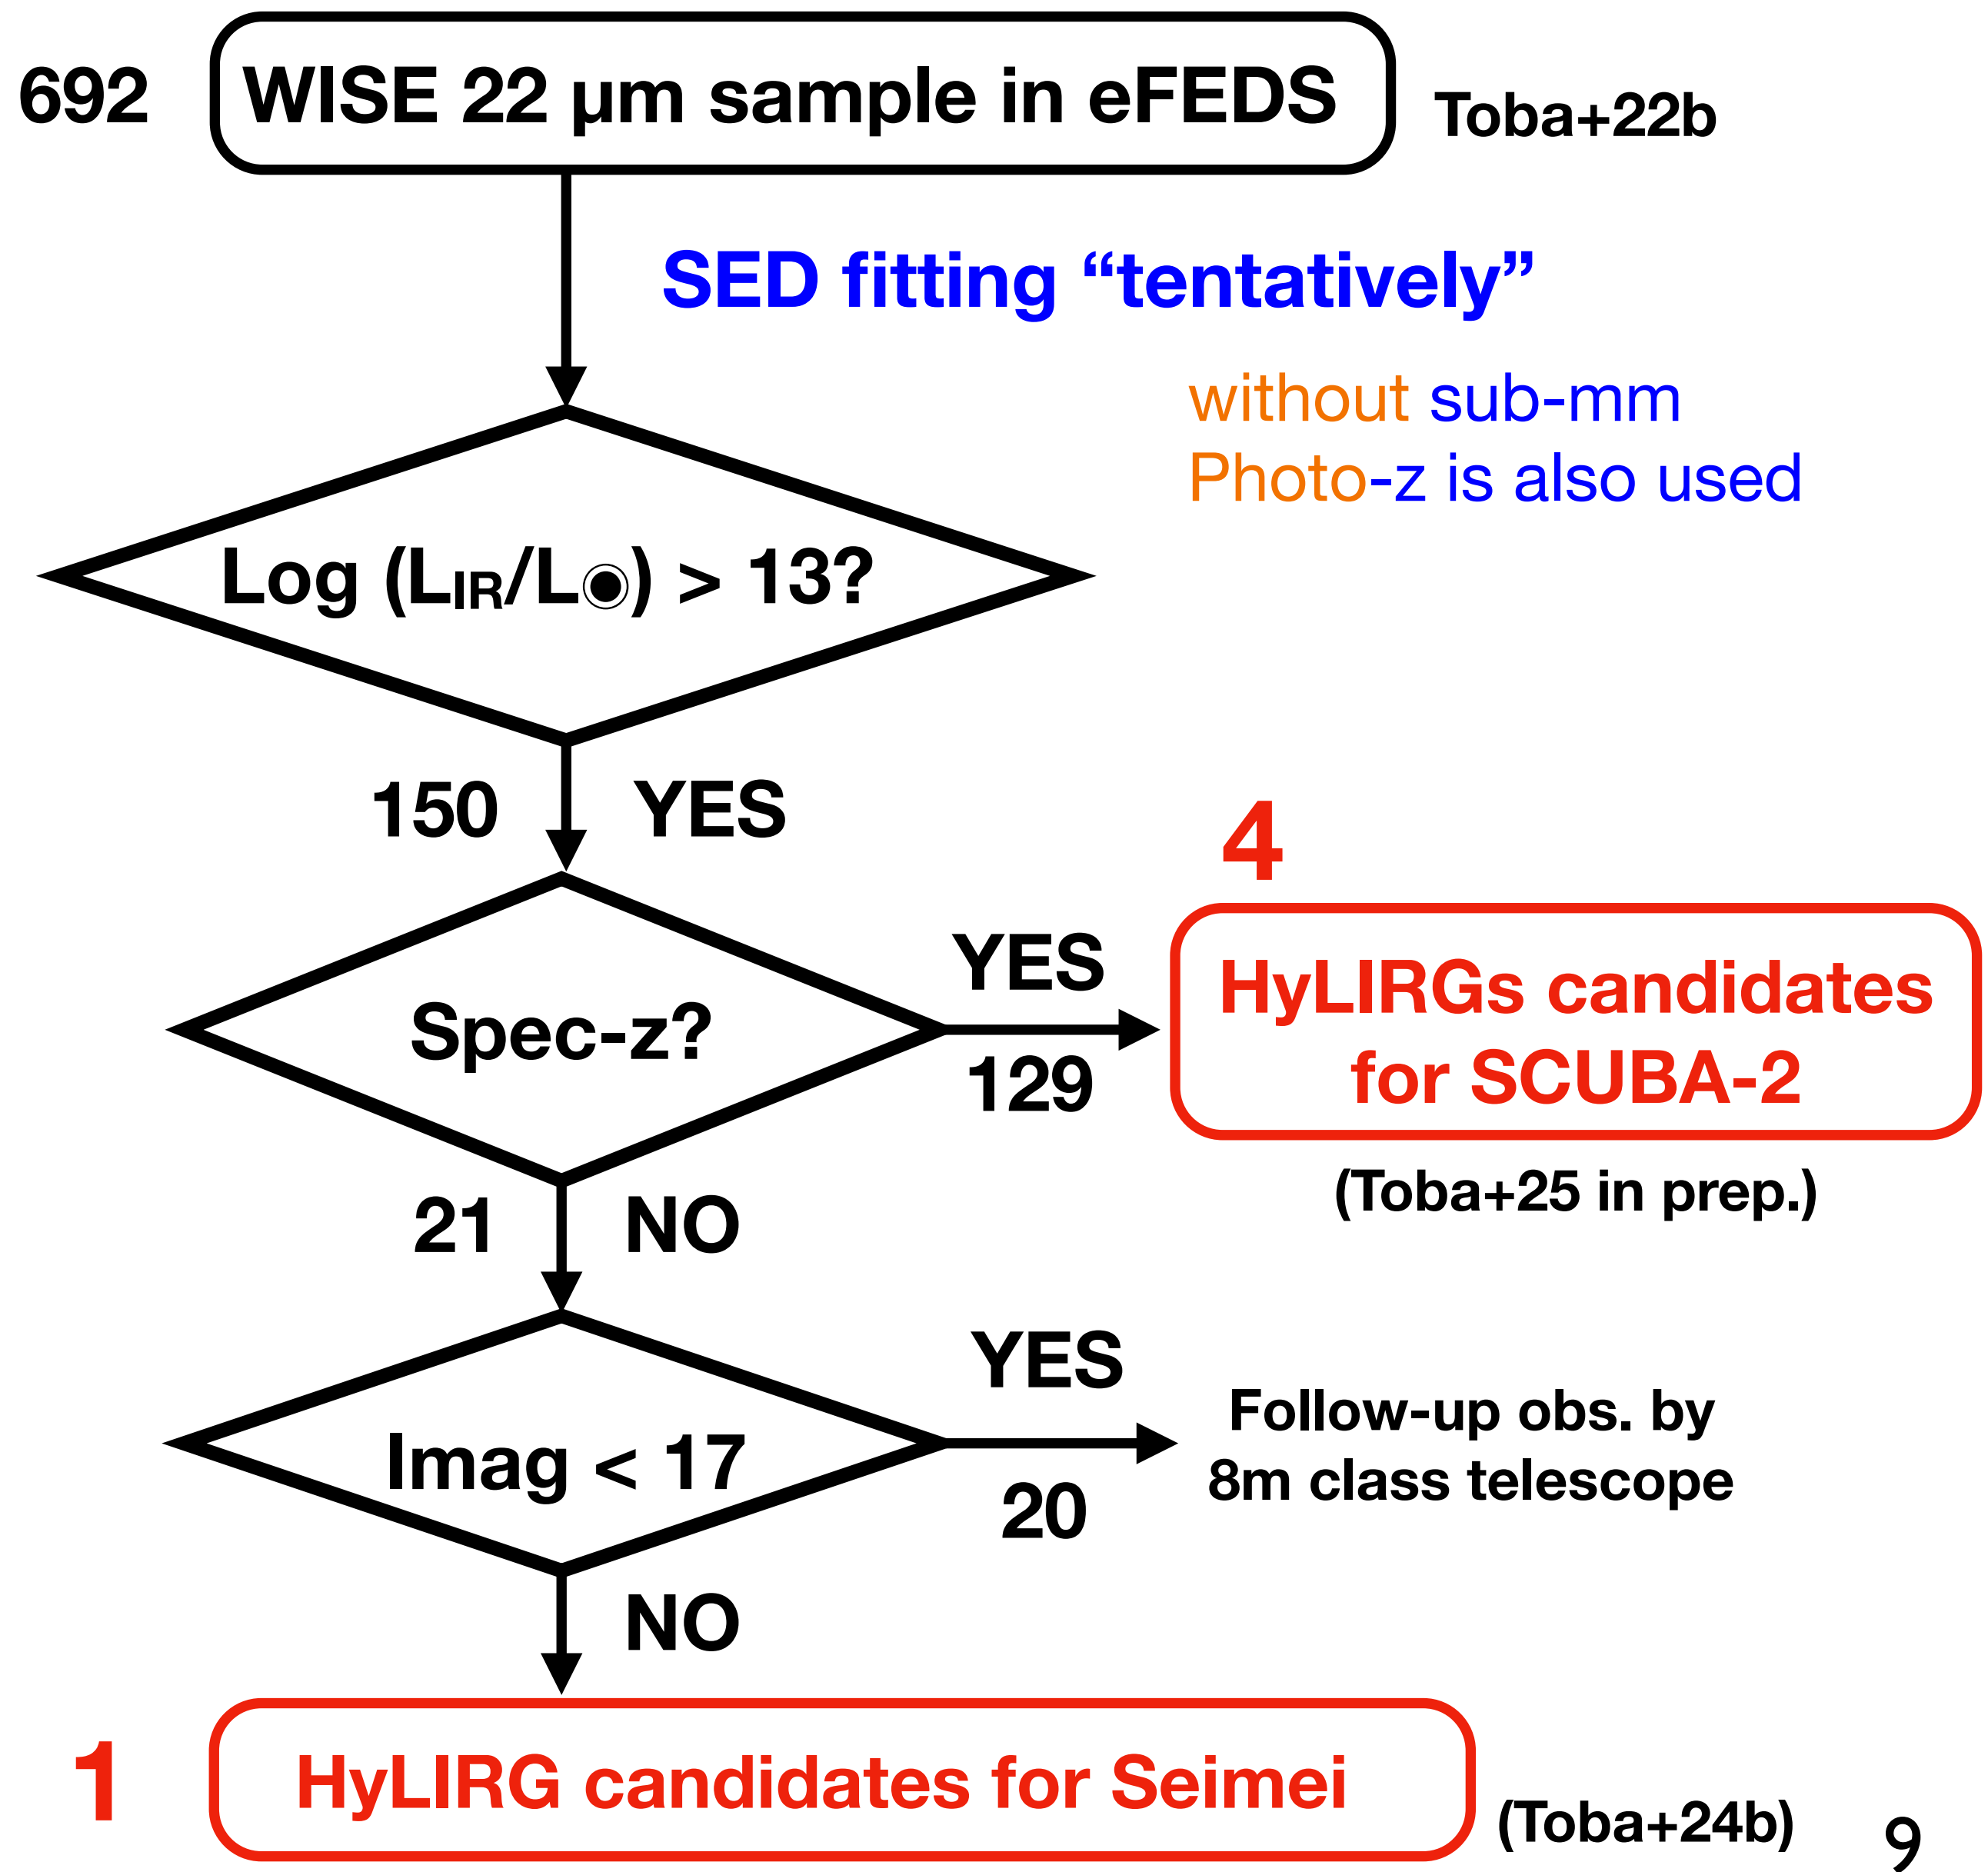 692
WISE 22 μm sample in eFEDS
Toba+22b
SED fitting “tentatively”
without sub-mm
Photo-z is also used
Log (LIR/L◉) > 13?
150
YES
4
YES
HyLIRGs candidates
for SCUBA-2
Spec-z?
129
(Toba+25 in prep.)
21
NO
YES
Follow-up obs. by
8m class telescope
Imag < 17
20
NO
1
HyLIRG candidates for Seimei
(Toba+24b)
9